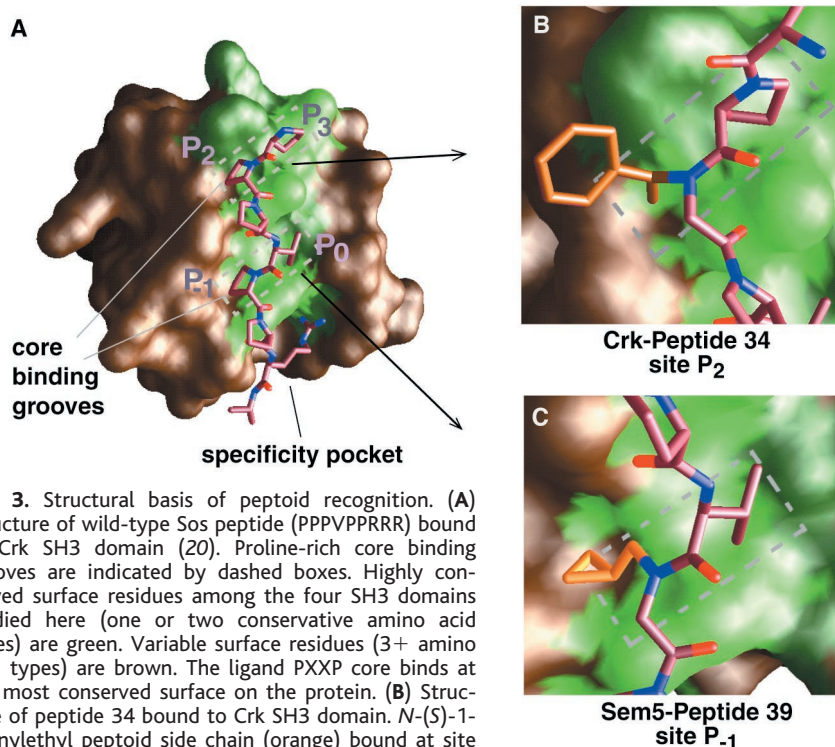 A
P3
P2
P0
P-1
core
binding
grooves
specificity pocket
B
Crk-Peptide 34
site P2
C
Sem5-Peptide 39
site P-1
3. Structural basis of peptoid recognition. (A)
ucture of wild-type Sos peptide (PPPVPPRRR) bound
Crk SH3 domain (20). Proline-rich core binding
oves are indicated by dashed boxes. Highly con-
ved surface residues among the four SH3 domains
died here (one or two conservative amino acid
es) are green. Variable surface residues (3+ amino
types) are brown. The ligand PXXP core binds at
most conserved surface on the protein. (B) Struc-
e of peptide 34 bound to Crk SH3 domain. N-(S)-1-
nylethyl peptoid side chain (orange) bound at site